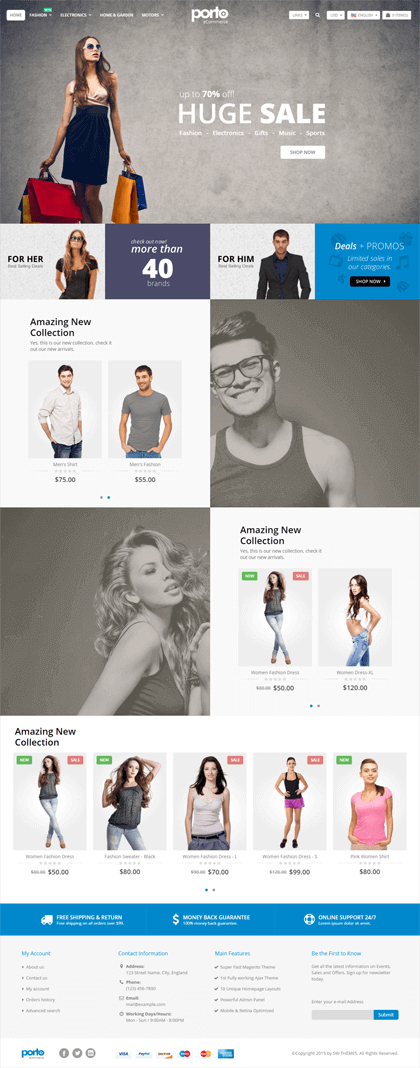 HOME FASHION ELECTRONICS HOME & GARDEN MOTORS
NEW
porto
eCommerce
LINKS USD ENGLISH 0 ITEMS
up to 70% off!
HUGE SALE
Fashion - Electronics - Gifts - Music - Sports
SHOP NOW
FOR HER
Best Selling Deals
check out now!
more than
40
brands
FOR HIM
Best Selling Deals
Deals + PROMOS
Limited sales in
our categories
SHOP NOW
Amazing New
Collection
Yes, this is our new collection, check it
out our new arrivals.
Men's Shirt
$75.00
Men's Fashion
$55.00
Amazing New
Collection
Yes, this is our new collection, check it
out our new arrivals.
NEW SALE
Women Fashion Dress
$60.00 $50.00
Women Dress-XL
$120.00
Amazing New
Collection
NEW SALE
Women Fashion Dress
$60.00 $50.00
NEW
Fashion Sweater - Black
$80.00
SALE
Women Fashion Dress - L
$90.00 $70.00
SALE
Women Fashion Dress - S
$120.00 $99.00
NEW
Pink Women Shirt
$80.00
FREE SHIPPING & RETURN
Free shipping on all orders over $99.
MONEY BACK GUARANTEE
100% money back guarantee.
ONLINE SUPPORT 24/7
Lorem ipsum dolor sit amet.
My Account
About us
Contact us
My account
Orders history
Advanced search
Contact Information
Address:
123 Street Name, City, England
Phone:
(123) 456-7890
Email:
mail@example.com
Working Days/Hours:
Mon - Sun / 9:00AM - 8:00PM
Main Features
Super Fast Magento Theme
1st Fully working Ajax Theme
10 Unique Homepage Layouts
Powerful Admin Panel
Mobile & Retina Optimized
Be the First to Know
Get all the latest information on Events,
Sales and Offers. Sign up for newsletter
today.
Enter your e-mail Address
Submit
porto
eCommerce
VISA PayPal
©Copyright 2015 by SW-THEMES. All Rights Reserved.